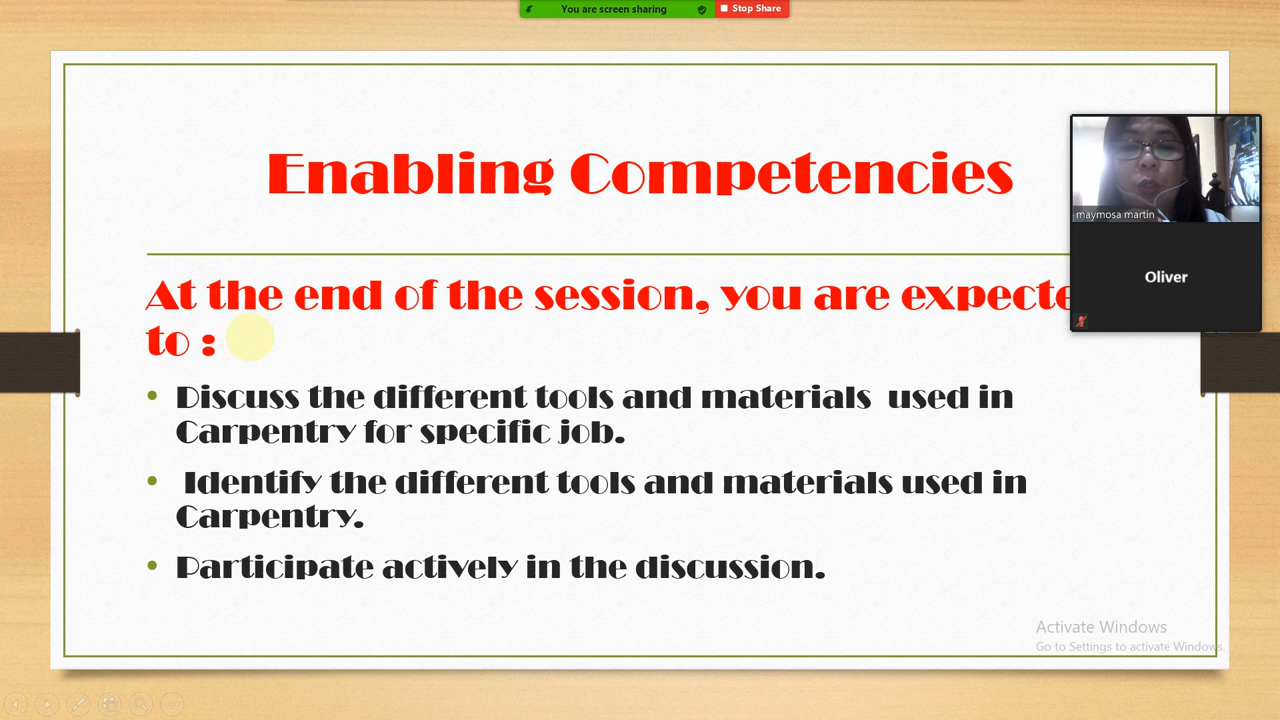 You are screen sharing Stop Share
Enabling Competencies
At the end of the session, you are expecte
to :
• Discuss the different tools and materials used in
Carpentry for specific job.
• Identify the different tools and materials used in
Carpentry.
• Participate actively in the discussion.
maymosa martin
Oliver
Activate Windows
Go to Settings to activate Windows.